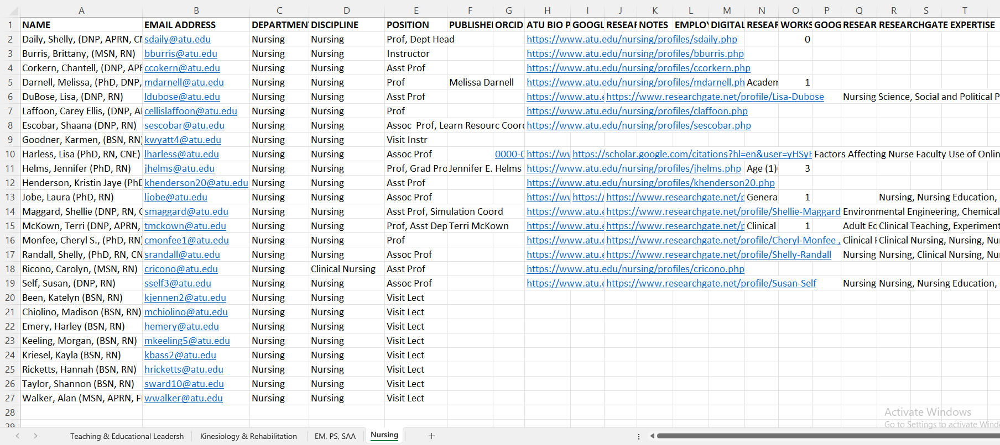 A B C D E F G H I J K L M N O P Q R S T
1 NAME EMAIL ADDRESS DEPARTMEN DISCIPLINE POSITION PUBLISHE ORCID ATU BIO P GOOGL RESEAR NOTES EMPLOY DIGITAL RESEAR WORKS GOOG RESEAR RESEARCHGATE EXPERTISE
2 Daily, Shelly, (DNP, APRN, CN sdaily@atu.edu Nursing Nursing Prof, Dept Head https://www.atu.edu/nursing/profiles/sdaily.php 0
3 Burris, Brittany, (MSN, RN) bburris@atu.edu Nursing Nursing Instructor https://www.atu.edu/nursing/profiles/bburris.php
4 Corkern, Chantell, (DNP, APF ccokern@atu.edu Nursing Nursing Asst Prof https://www.atu.edu/nursing/profiles/ccorkern.php
5 Darnell, Melissa, (PhD, DNP, mdarnell@atu.edu Nursing Nursing Prof Melissa Darnell https://www.atu.edu/nursing/profiles/mdarnell.ph Academ 1
6 DuBose, Lisa, (DNP, RN) ldubose@atu.edu Nursing Nursing Asst Prof https://www.atu.e https://www.researchgate.net/profile/Lisa-Dubose Nursing Science, Social and Political P
7 Laffoon, Carey Ellis, (DNP, A cellislaffoon@atu.edu Nursing Nursing Prof https://www.atu.edu/nursing/profiles/claffoon.php
8 Escobar, Shaana (DNP, RN) sescobar@atu.edu Nursing Nursing Assoc Prof, Learn Resourc Coor https://www.atu.edu/nursing/profiles/sescobar.php
9 Goodner, Karmen, (BSN, RN) kwyatt4@atu.edu Nursing Nursing Visit Instr
10 Harless, Lisa (PhD, RN, CNE) lharless@atu.edu Nursing Nursing Assoc Prof 0000-0 https://ww https://scholar.google.com/citations?hl=en&user=yHSyH Factors Affecting Nurse Faculty Use of Onlin
11 Helms, Jennifer (PhD, RN) jhelms@atu.edu Nursing Nursing Prof, Grad Pro Jennifer E. Helms https://www.atu.edu/nursing/profiles/jhelms.php Age (1) 3
12 Henderson, Kristin Jaye (PhD khenderson20@atu.edu Nursing Nursing Asst Prof https://www.atu.edu/nursing/profiles/khenderson20.php
13 Jobe, Laura (PhD, RN) ljobe@atu.edu Nursing Nursing Assoc Prof https://ww https:// https://www.researchgate.net/p Genera 1 Nursing, Nursing Education,
14 Maggard, Shellie (DNP, RN, C smaggard@atu.edu Nursing Nursing Asst Prof, Simulation Coord https://www.atu.e https://www.researchgate.net/profile/Shellie-Maggard Environmental Engineering, Chemical
15 McKown, Terri (DNP, APRN, tmckown@atu.edu Nursing Nursing Prof, Asst Dep Terri McKown https://www.atu.e https://www.researchgate.net/p Clinical 1 Adult Ec Clinical Teaching, Experiment
16 Monfee, Cheryl S., (PhD, RN) cmonfee1@atu.edu Nursing Nursing Prof https://www.atu.e https://www.researchgate.net/profile/Cheryl-Monfee , Clinical Clinical Nursing, Nursing, Nu
17 Randall, Shelly, (PhD, RN, CN srandall@atu.edu Nursing Nursing Assoc Prof https://www.atu.e https://www.researchgate.net/profile/Shelly-Randall Nursing Nursing, Clinical Nursing, Nu
18 Ricono, Carolyn, (MSN, RN) cricono@atu.edu Nursing Clinical Nursing Asst Prof https://www.atu.edu/nursing/profiles/cricono.php
19 Self, Susan, (DNP, RN) sself3@atu.edu Nursing Nursing Assoc Prof https://www.atu.e https://www.researchgate.net/profile/Susan-Self Nursing Nursing, Nursing Education,
20 Been, Katelyn (BSN, RN) kjennen2@atu.edu Nursing Nursing Visit Lect
21 Chiolino, Madison (BSN, RN) mchiolino@atu.edu Nursing Nursing Visit Lect
22 Emery, Harley (BSN, RN) hemery@atu.edu Nursing Nursing Visit Lect
23 Keeling, Morgan, (BSN, RN) mkeeling5@atu.edu Nursing Nursing Visit Lect
24 Kriesel, Kayla (BSN, RN) kbass2@atu.edu Nursing Nursing Visit Lect
25 Ricketts, Hannah (BSN, RN) hricketts@atu.edu Nursing Nursing Visit Lect
26 Taylor, Shannon (BSN, RN) sward10@atu.edu Nursing Nursing Visit Lect
27 Walker, Alan (MSN, APRN, F wwalker@atu.edu Nursing Nursing Visit Lect
28
29
Activate Windows
Go to Settings to activate Wind
Teaching & Educational Leadersh Kinesiology & Rehabilitation EM, PS, SAA Nursing